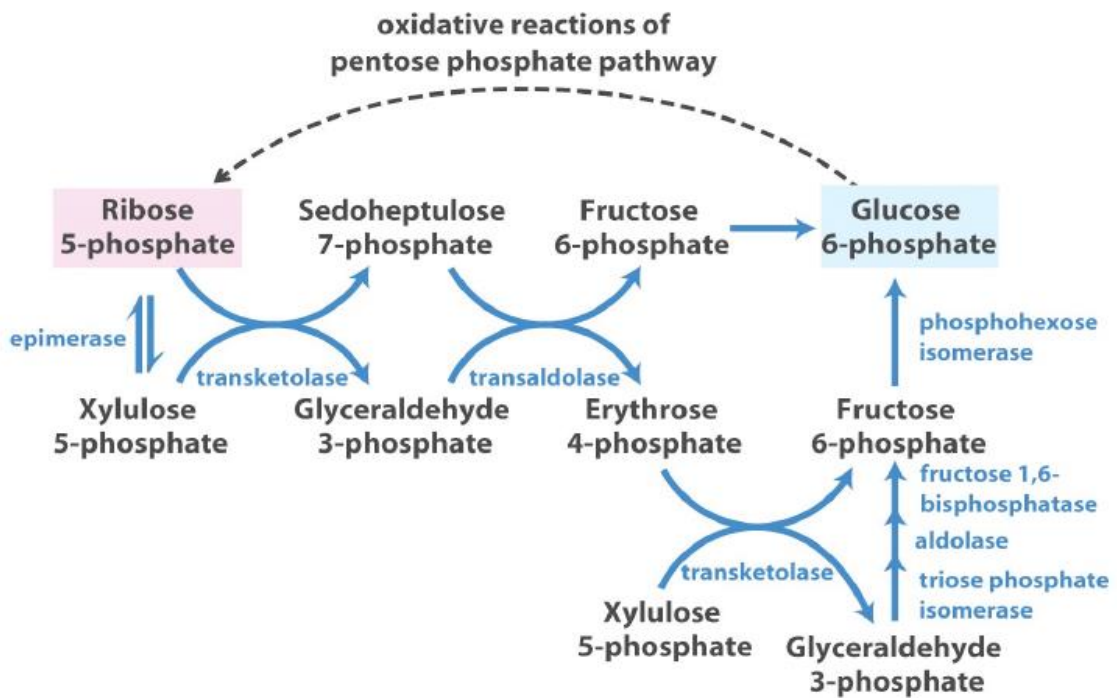 oxidative reactions of
pentose phosphate pathway
Ribose
5-phosphate
Sedoheptulose
7-phosphate
Fructose
6-phosphate
Glucose
6-phosphate
epimerase
transketolase
transaldolase
phosphohexose
isomerase
Xylulose
5-phosphate
Glyceraldehyde
3-phosphate
Erythrose
4-phosphate
Fructose
6-phosphate
fructose 1,6-
bisphosphatase
aldolase
transketolase
triose phosphate
isomerase
Xylulose
5-phosphate
Glyceraldehyde
3-phosphate